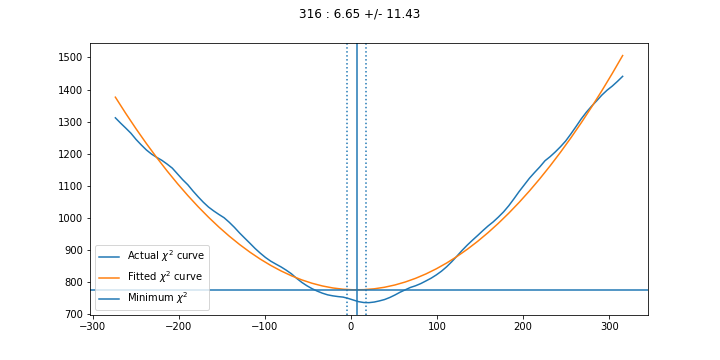 316 : 6.65 +/- 11.43
1500
1400
1300
1200
1100
1000
900
800
700
Actual χ² curve
Fitted χ² curve
Minimum χ²
−300 −200 −100 0 100 200 300